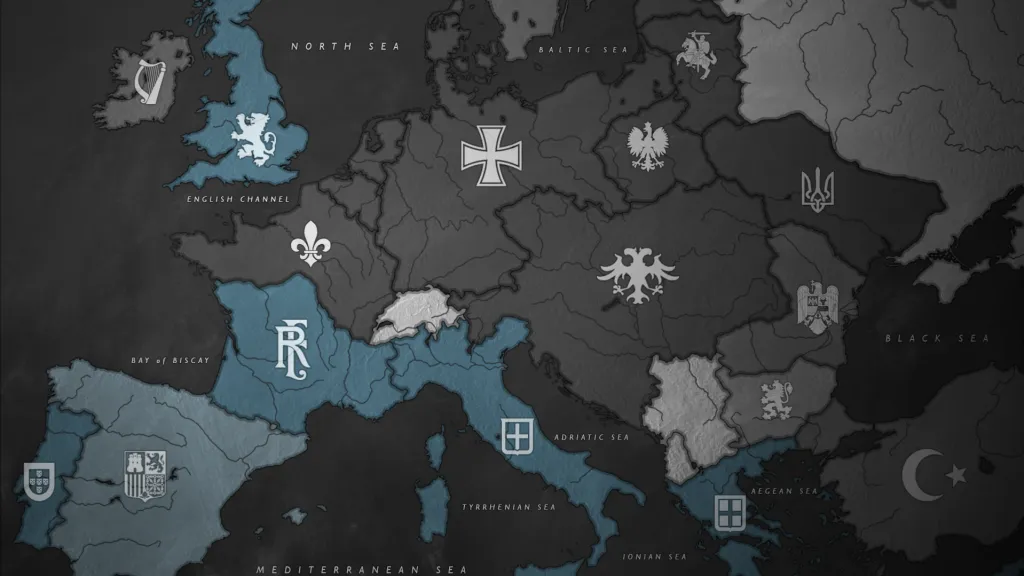 NORTH SEA
BALTIC SEA
ENGLISH CHANNEL
BLACK SEA
BAY of BISCAY
ADRIATIC SEA
AEGEAN SEA
TYRRHENIAN SEA
IONIAN SEA
MEDITERRANEAN SEA